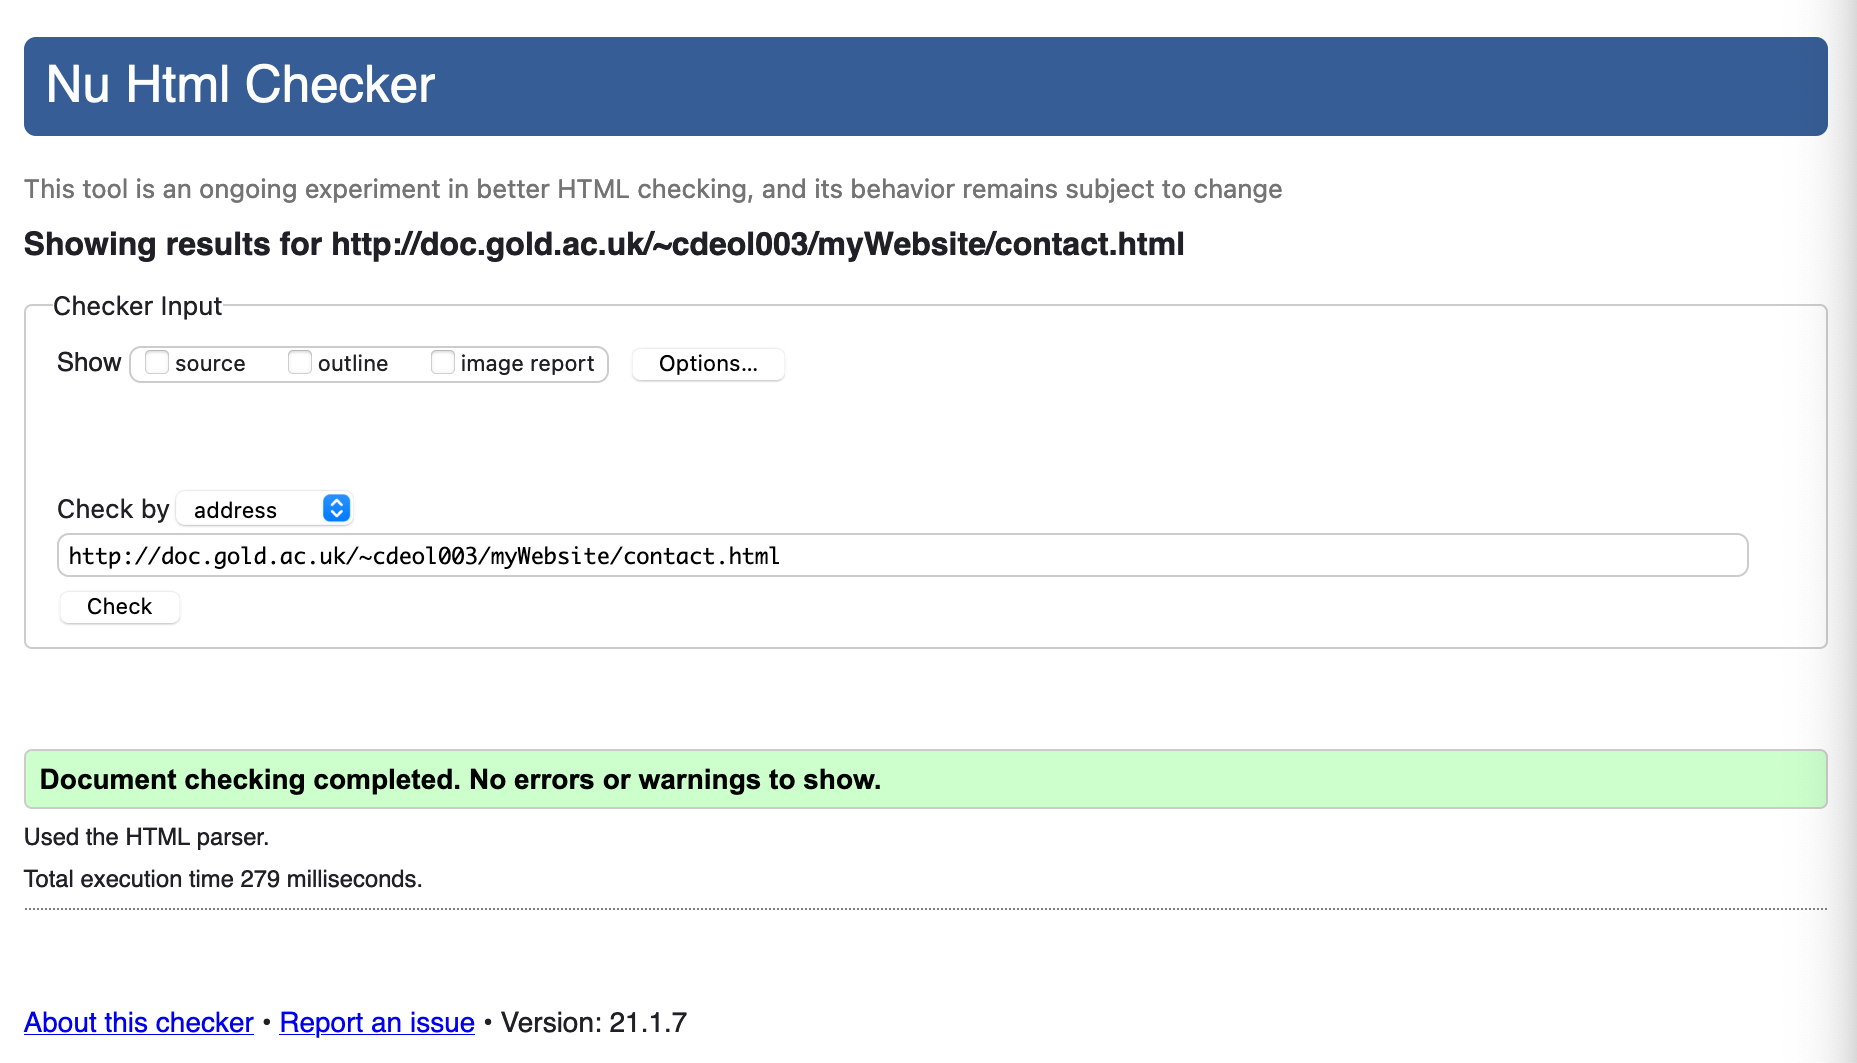 Nu Html Checker
This tool is an ongoing experiment in better HTML checking, and its behavior remains subject to change
Showing results for http://doc.gold.ac.uk/~cdeol003/myWebsite/contact.html
Checker Input
Show source outline image report Options...
Check by address
http://doc.gold.ac.uk/~cdeol003/myWebsite/contact.html
Check
Document checking completed. No errors or warnings to show.
Used the HTML parser.
Total execution time 279 milliseconds.
About this checker • Report an issue • Version: 21.1.7